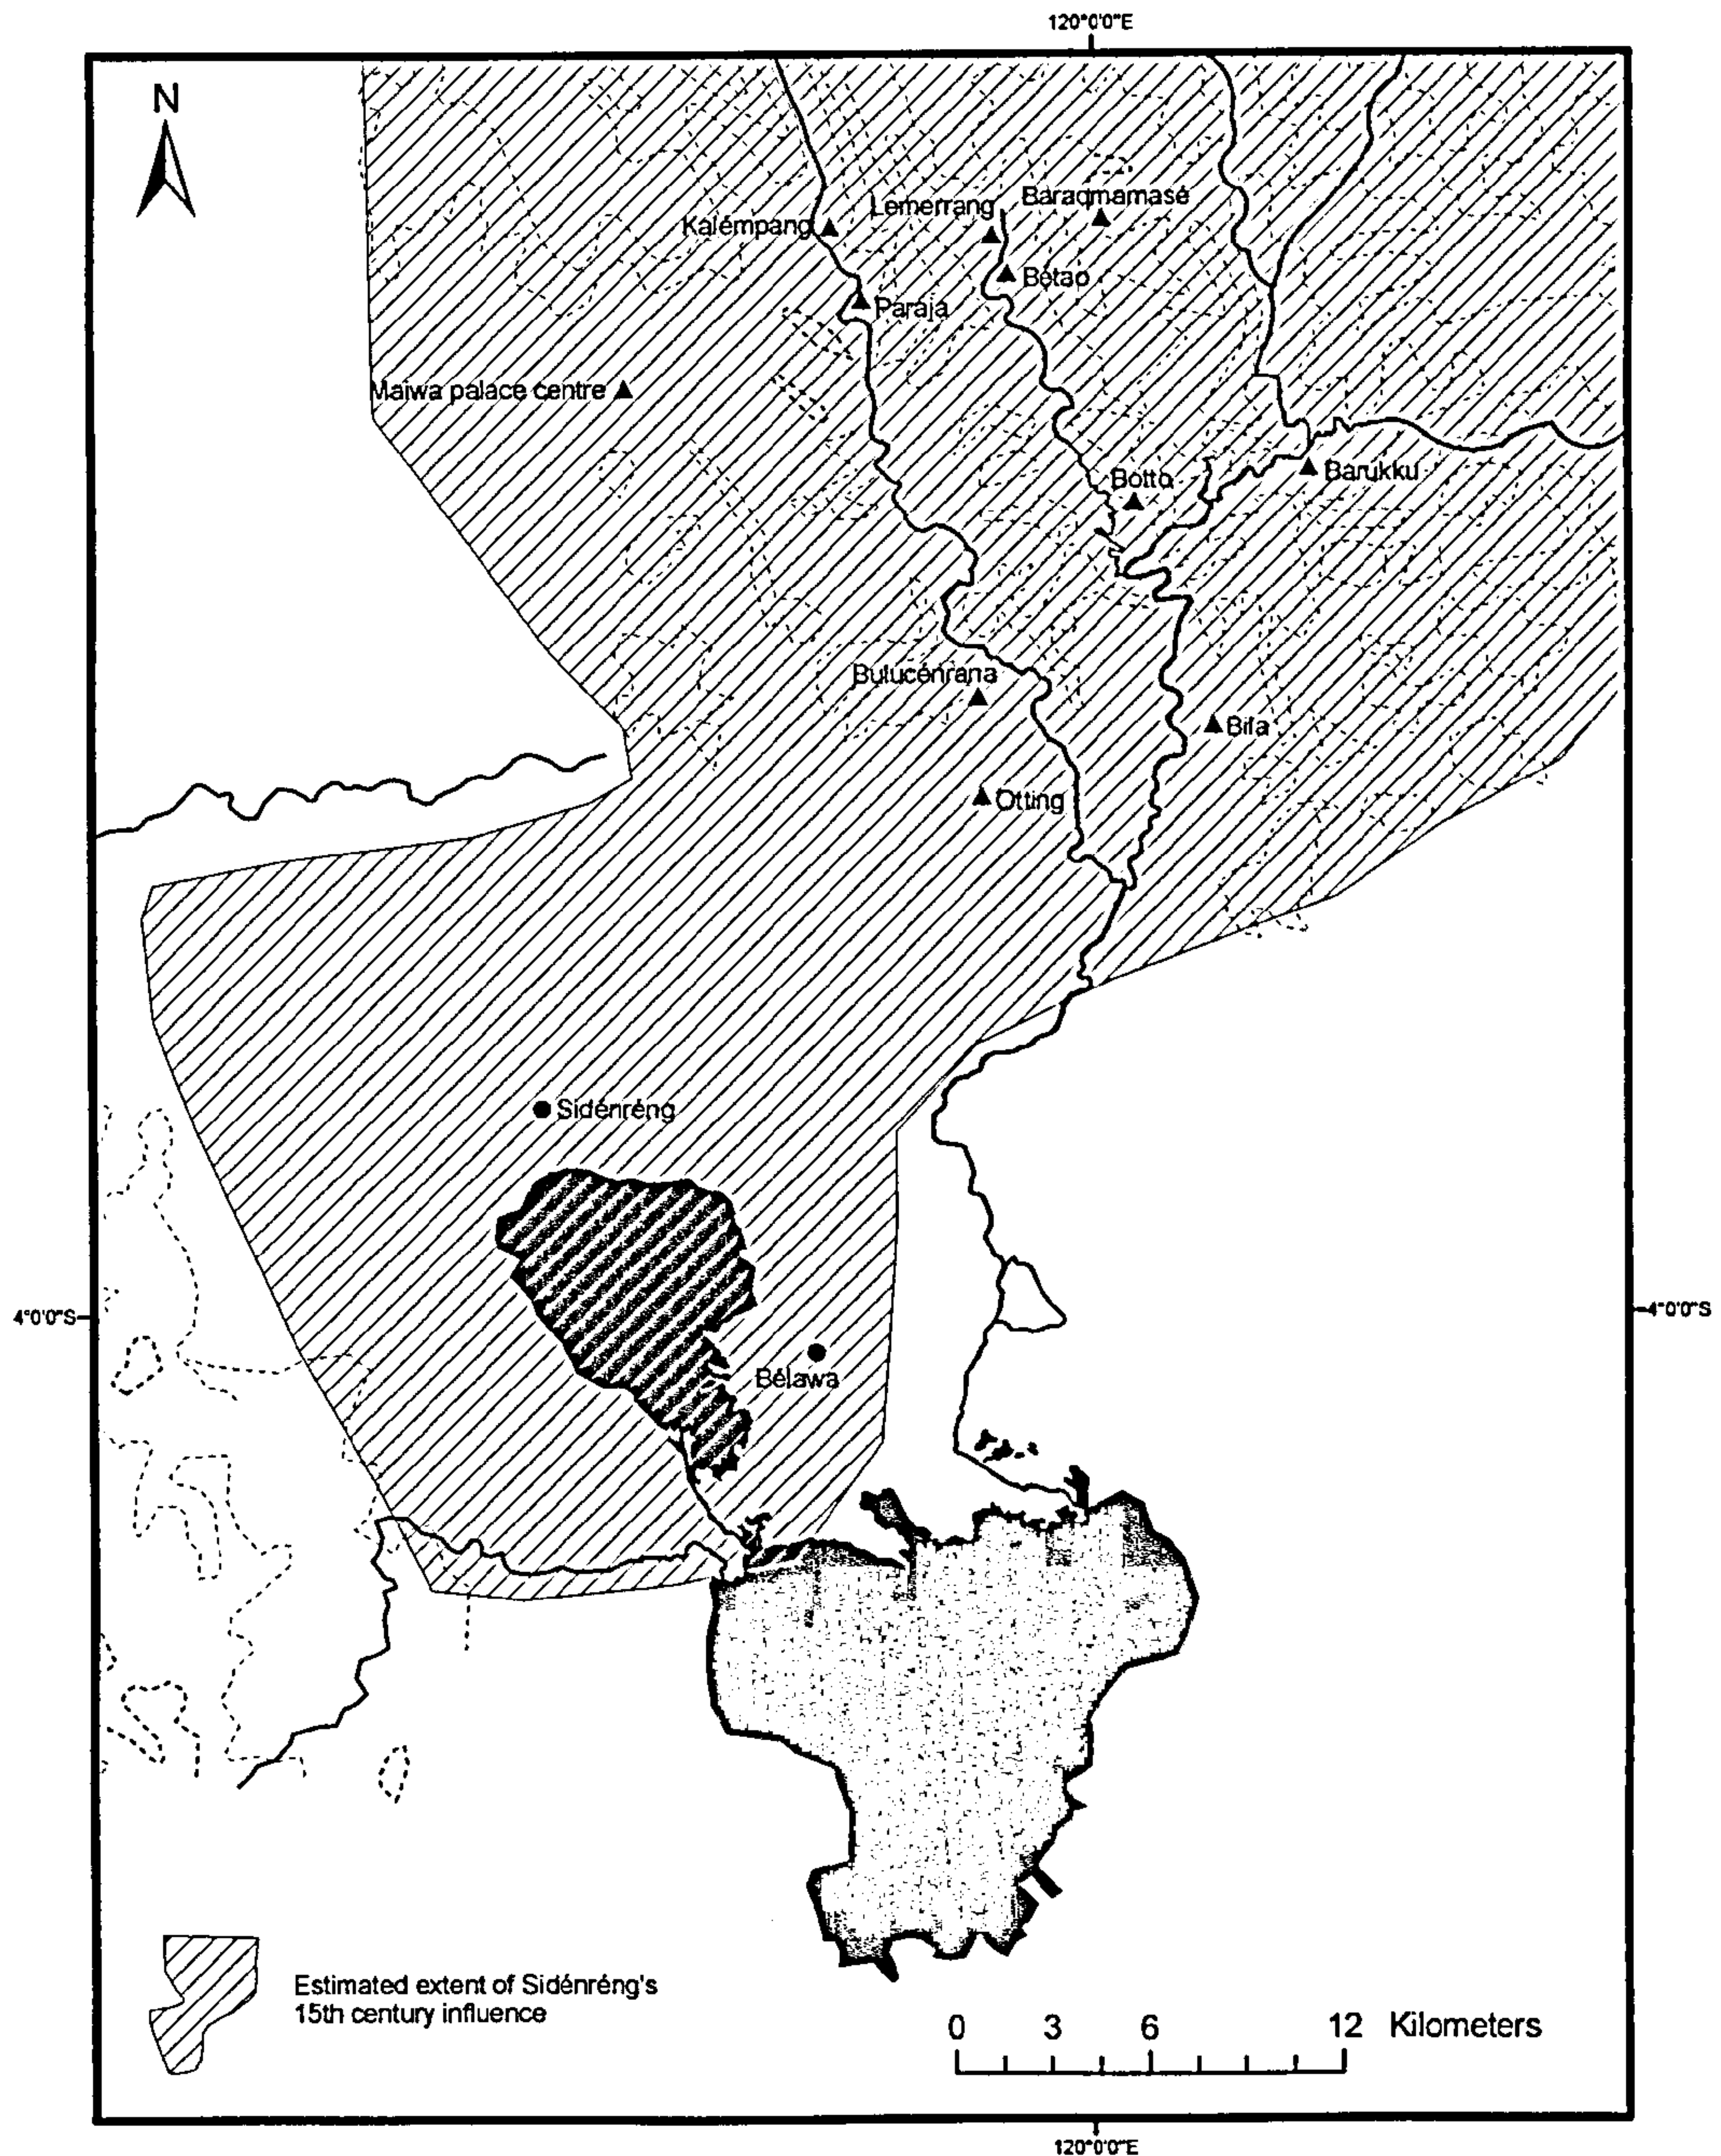 120°0'0"E
N
Baraqmamasé
Lemerrang
Kalémpang
Bétao
Paraja
Maiwa palace centre
Barukku
Botto
Bulucénrana
Bila
Otting
Sidénréng
4°0'0"S
4°0'0"S
Bélawa
Estimated extent of Sidénréng's
15th century influence
0 3 6 12 Kilometers
120°0'0"E